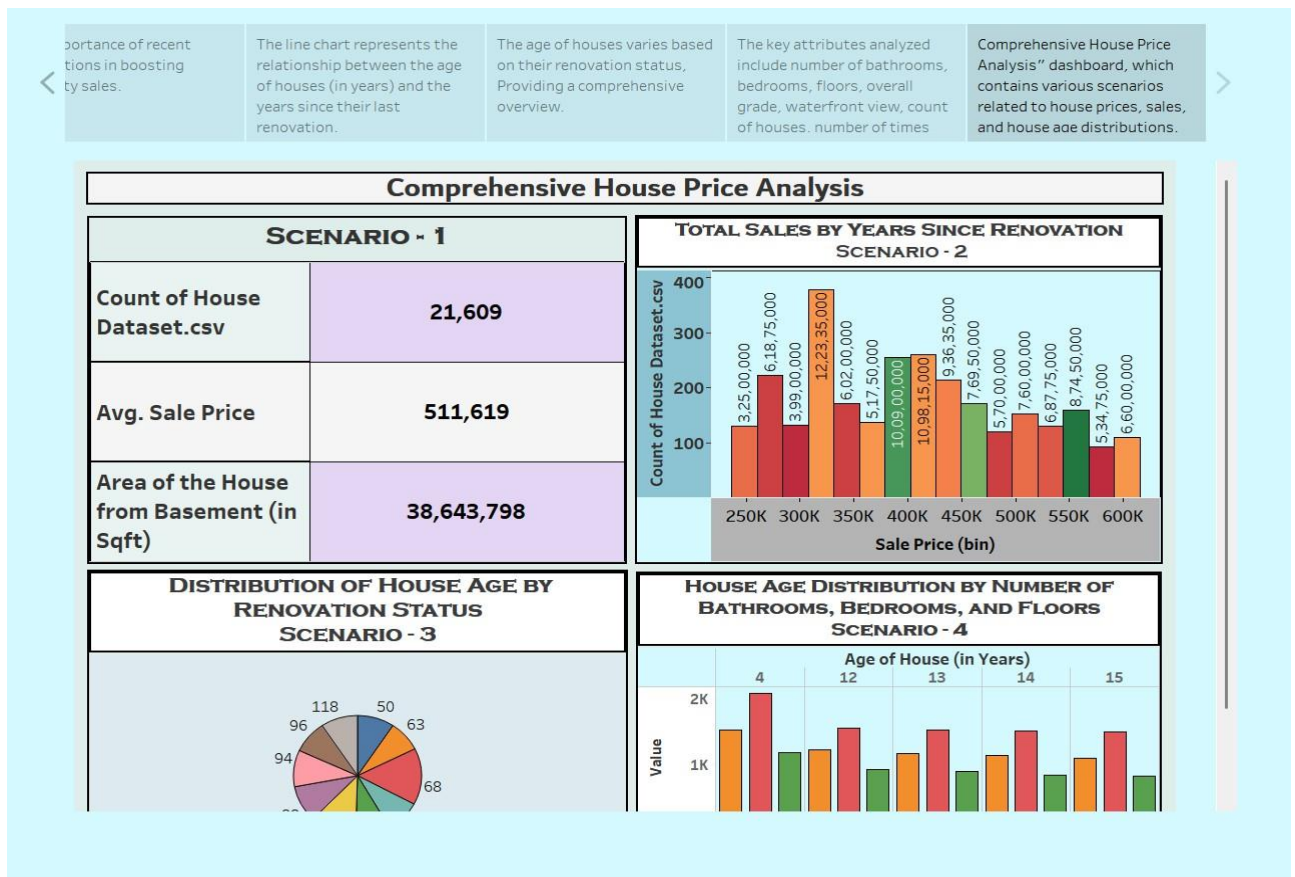 portance of recent
tions in boosting
ty sales.
The line chart represents the
relationship between the age
of houses (in years) and the
years since their last
renovation.
The age of houses varies based
on their renovation status,
Providing a comprehensive
overview.
The key attributes analyzed
include number of bathrooms,
bedrooms, floors, overall
grade, waterfront view, count
of houses. number of times
Comprehensive House Price
Analysis” dashboard, which
contains various scenarios
related to house prices, sales,
and house age distributions.
Comprehensive House Price Analysis
SCENARIO - 1
Count of House
Dataset.csv
21,609
Avg. Sale Price
511,619
Area of the House
from Basement (in
Sqft)
38,643,798
TOTAL SALES BY YEARS SINCE RENOVATION
SCENARIO - 2
Count of House Dataset.csv
400
300
200
100
3,25,00,000
6,18,75,000
3,99,00,000
12,23,35,000
6,02,00,000
5,17,50,000
10,09,00,000
10,98,15,000
9,36,35,000
7,69,50,000
5,70,00,000
7,60,00,000
6,87,75,000
8,74,50,000
5,34,75,000
6,60,00,000
250K 300K 350K 400K 450K 500K 550K 600K
Sale Price (bin)
DISTRIBUTION OF HOUSE AGE BY
RENOVATION STATUS
SCENARIO - 3
118 50
96 63
94
68
HOUSE AGE DISTRIBUTION BY NUMBER OF
BATHROOMS, BEDROOMS, AND FLOORS
SCENARIO - 4
Age of House (in Years)
4 12 13 14 15
2K
Value
1K